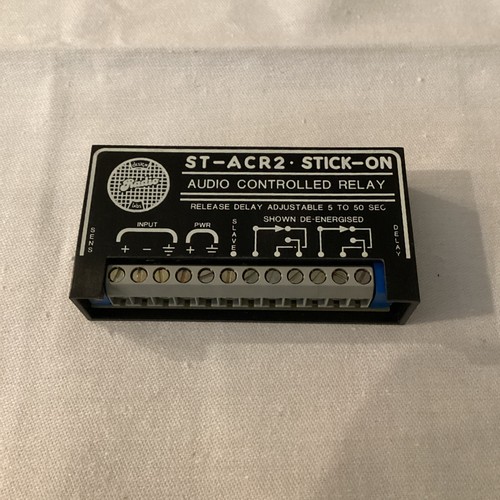 ST-ACR2 · STICK-ON
Radio
AUDIO CONTROLLED RELAY
RELEASE DELAY ADJUSTABLE 5 TO 50 SEC
SHOWN DE-ENERGISED
SENS
INPUT
+ -
PWR
+
SLAVE
DELAY